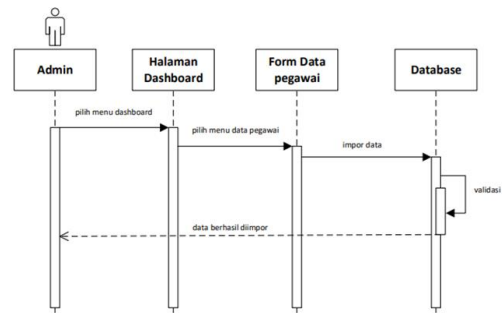 Admin
Halaman
Dashboard
Form Data
pegawai
Database
pilih menu dashboard
pilih menu data pegawai
impor data
validasi
data berhasil diimpor